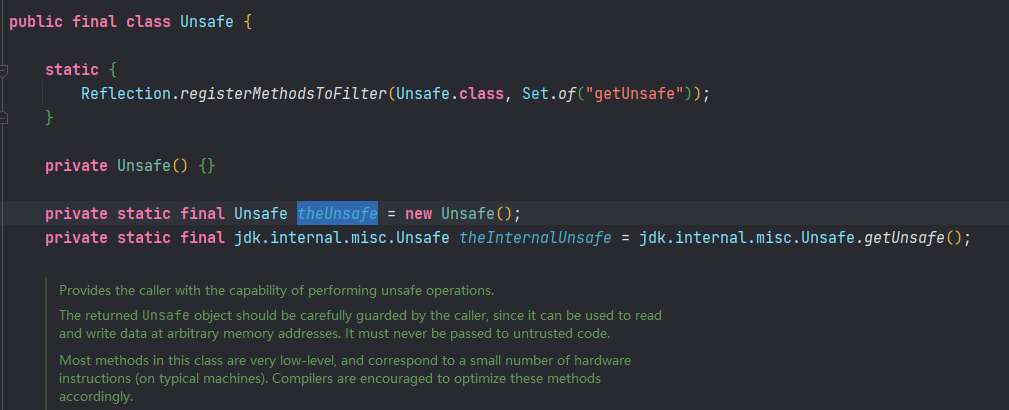 public final class Unsafe {
static {
Reflection.registerMethodsToFilter(Unsafe.class, Set.of("getUnsafe"));
}
private Unsafe() {}
private static final Unsafe theUnsafe = new Unsafe();
private static final jdk.internal.misc.Unsafe theInternalUnsafe = jdk.internal.misc.Unsafe.getUnsafe();
Provides the caller with the capability of performing unsafe operations.
The returned Unsafe object should be carefully guarded by the caller, since it can be used to read
and write data at arbitrary memory addresses. It must never be passed to untrusted code.
Most methods in this class are very low-level, and correspond to a small number of hardware
instructions (on typical machines). Compilers are encouraged to optimize these methods
accordingly.